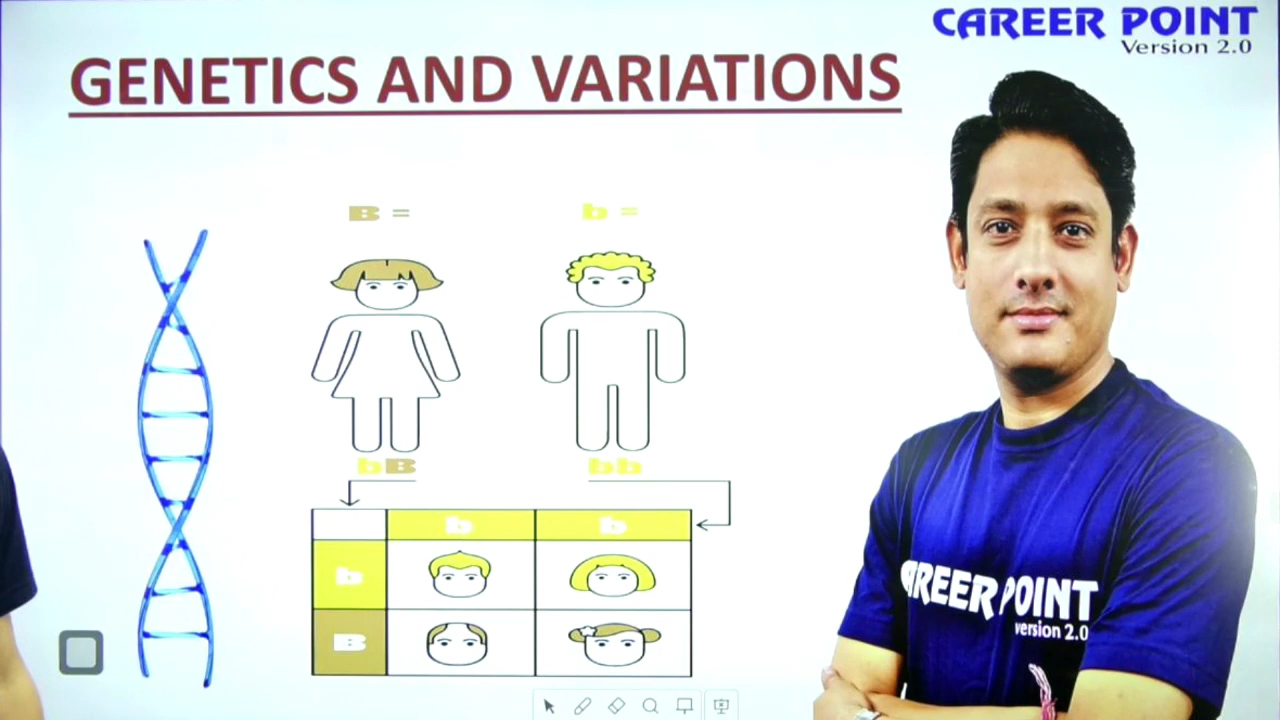 CAREER POINT
Version 2.0
GENETICS AND VARIATIONS
B =
b =
bB
bb
b
b
b
B
CAREER POINT
version 2.0